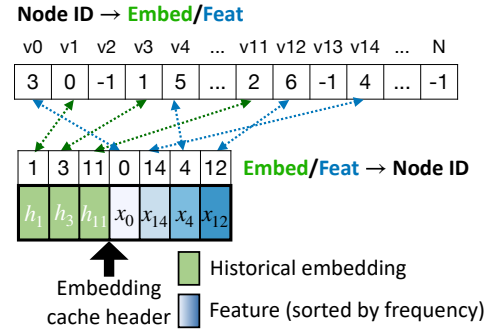 Node ID → Embed/Feat
v0 v1 v2 v3 v4 ... v11 v12 v13 v14 ... N
3 0 -1 1 5 ... 2 6 -1 4 ... -1
1 3 11 0 14 4 12 Embed/Feat → Node ID
h₁ h₃ h₁₁ x₀ x₁₄ x₄ x₁₂
Embedding
cache header
Historical embedding
Feature (sorted by frequency)